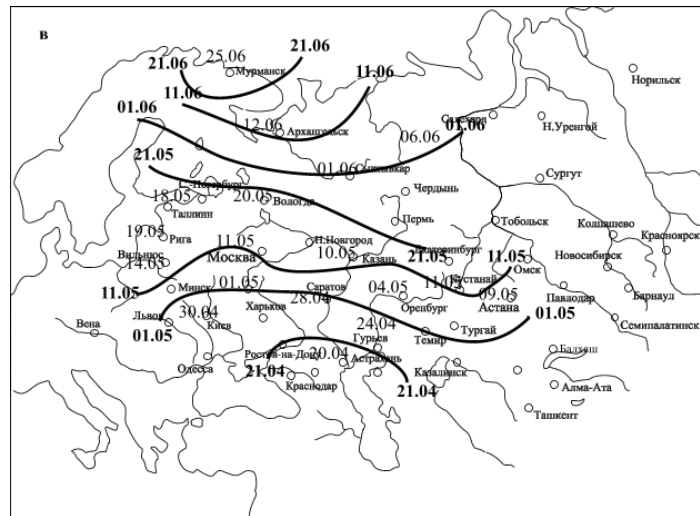 в
21.06
25.06
Мурманск
21.06
Норильск
11.06
11.06
01.06
12.06
Архангельск
Салехард
01.06
Н.Уренгой
06.06
21.05
01.06
Сыктывкар
Сургут
С.-Петербург
20.05
Вологда
Чердынь
18.05
Таллинн
Пермь
Тобольск
19.05
Рига
Колпашево
Красноярск
11.05
Н.Новгород
Екатеринбург
Вильнюс
14.05
Москва
10.05
Казань
21.05
11.05
Новосибирск
Омск
11.05
Минск
01.05
Саратов
04.05
11.05
Кустанай
09.05
Павлодар
Барнаул
28.04
Оренбург
Астана
Львов
30.04
Киев
Харьков
01.05
Семипалатинск
Вена
01.05
24.04
Темир
Тургай
Гурьев
Одесса
Ростов-на-Дону
20.04
Астрахань
Казалинск
Балхаш
21.04
Краснодар
21.04
Алма-Ата
Ташкент